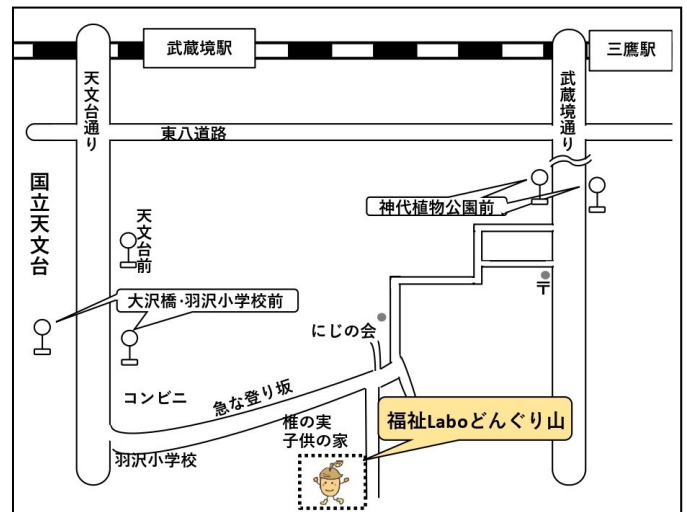 武蔵境駅
三鷹駅
天文台通り
武蔵境通り
東八道路
国立天文台
神代植物公園前
天文台前
〒
大沢橋・羽沢小学校前
にじの会
コンビニ
急な登り坂
椎の実
子供の家
福祉Laboどんぐり山
羽沢小学校